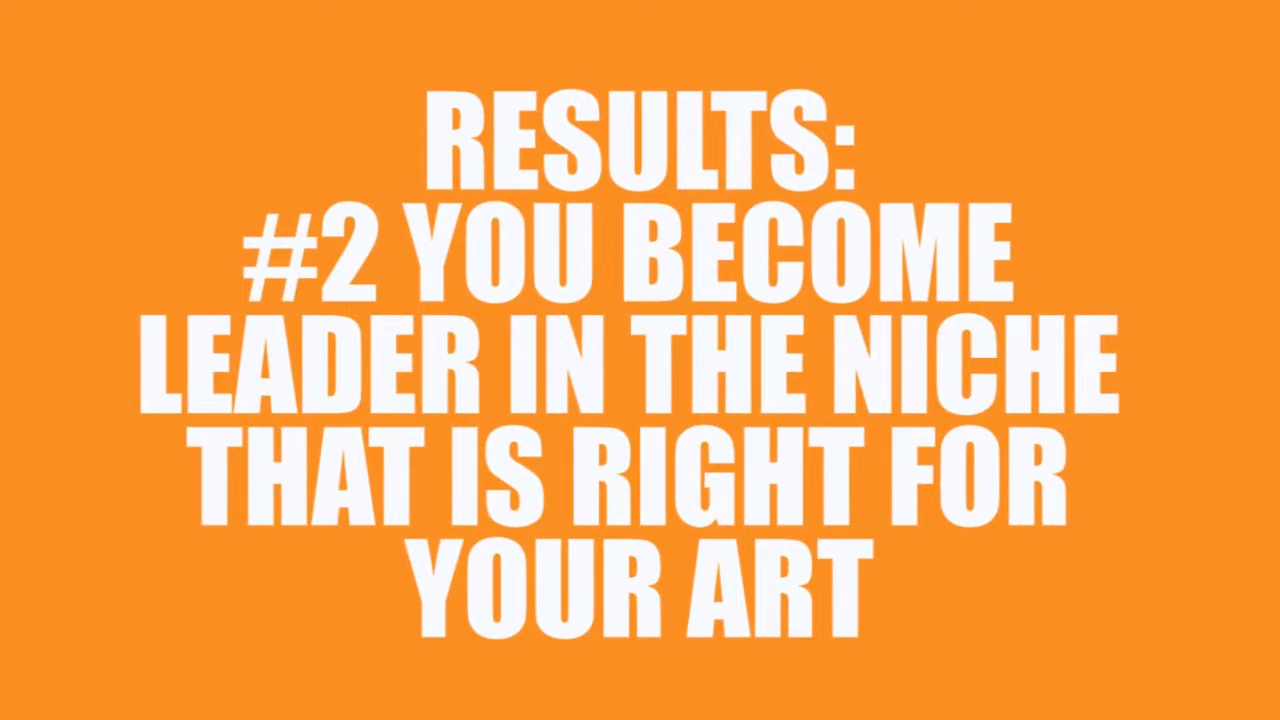 RESULTS:
#2 YOU BECOME
LEADER IN THE NICHE
THAT IS RIGHT FOR
YOUR ART